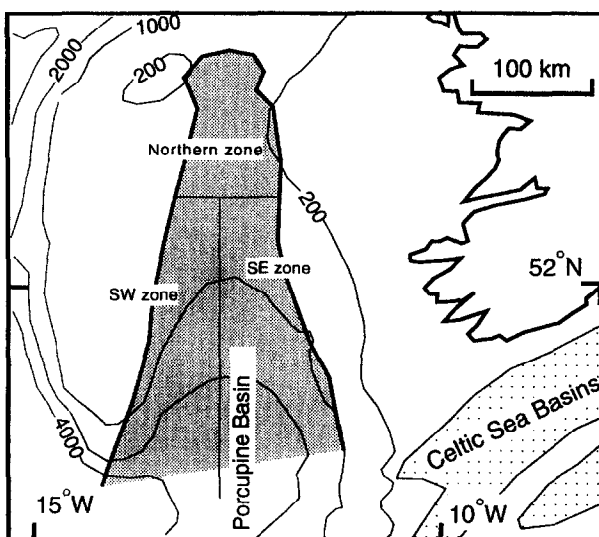 1000
2000
200
100 km
Northern zone
200
52°N
SE zone
SW zone
Porcupine Basin
Celtic Sea Basins
4000
15°W
10°W